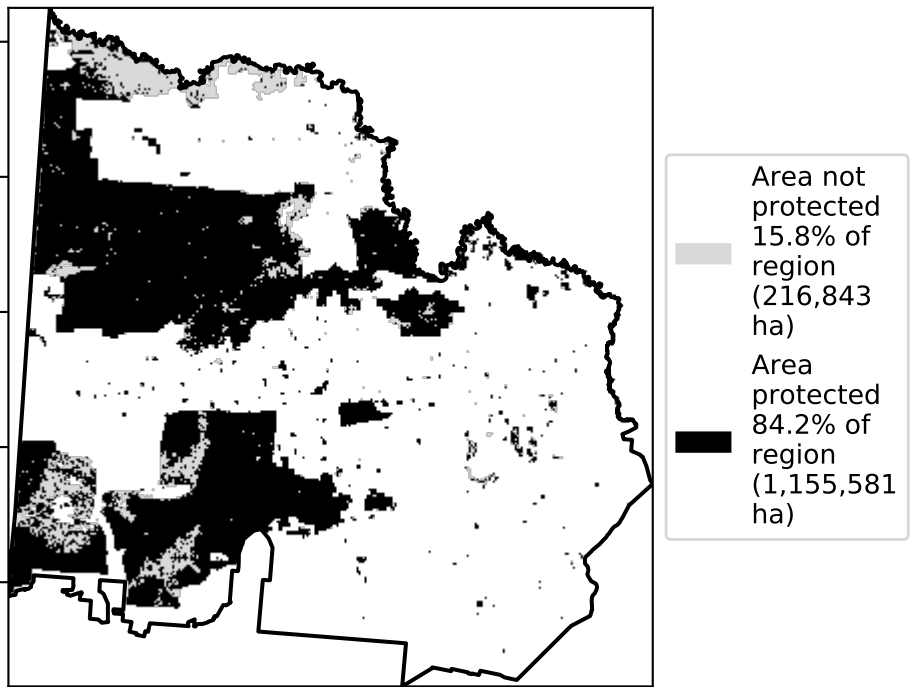 Area not
protected
15.8% of
region
(216,843
ha)
Area
protected
84.2% of
region
(1,155,581
ha)